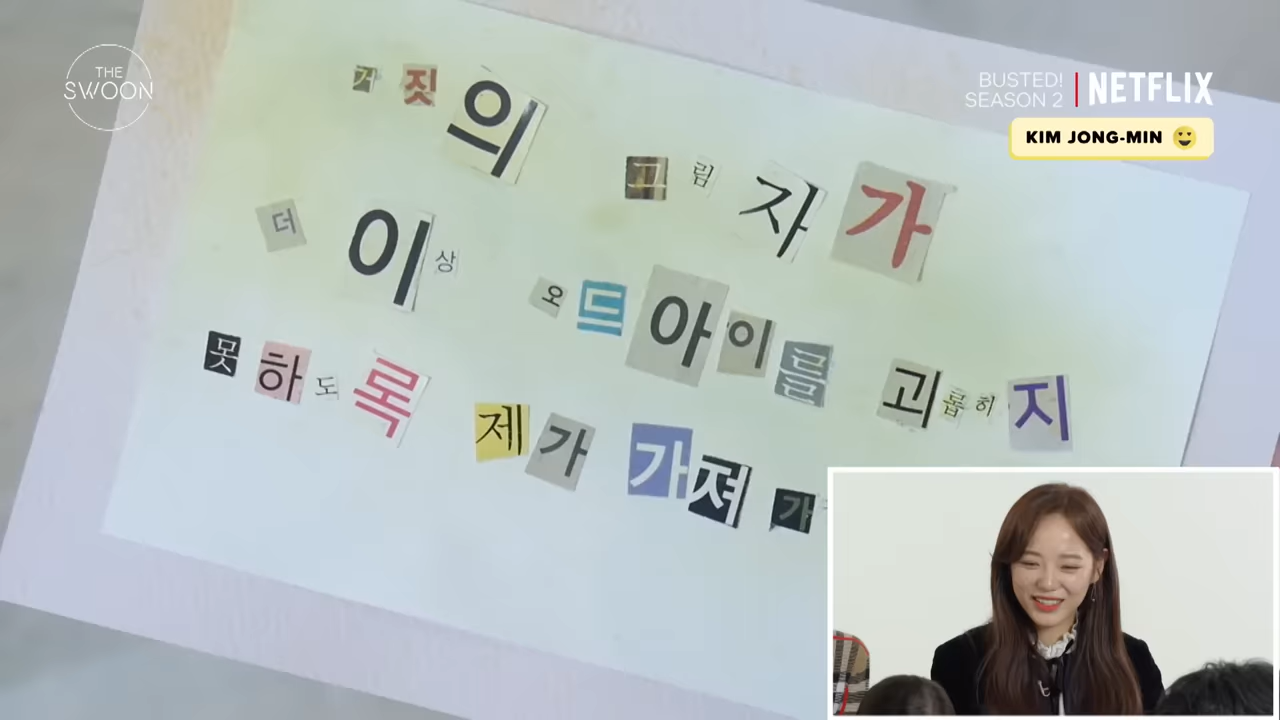 THE
SWOON
BUSTED!
SEASON 2
NETFLIX
KIM JONG-MIN
거짓의 그림자가
더 이상 오드아이를 괴롭히지
못하도록 제가 가져가